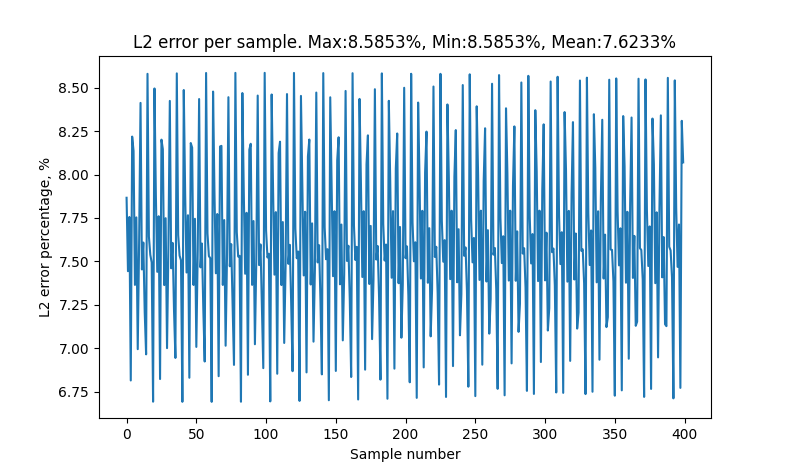 L2 error per sample. Max:8.5853%, Min:8.5853%, Mean:7.6233%
8.50
8.25
8.00
7.75
7.50
7.25
7.00
6.75
L2 error percentage, %
0 50 100 150 200 250 300 350 400
Sample number